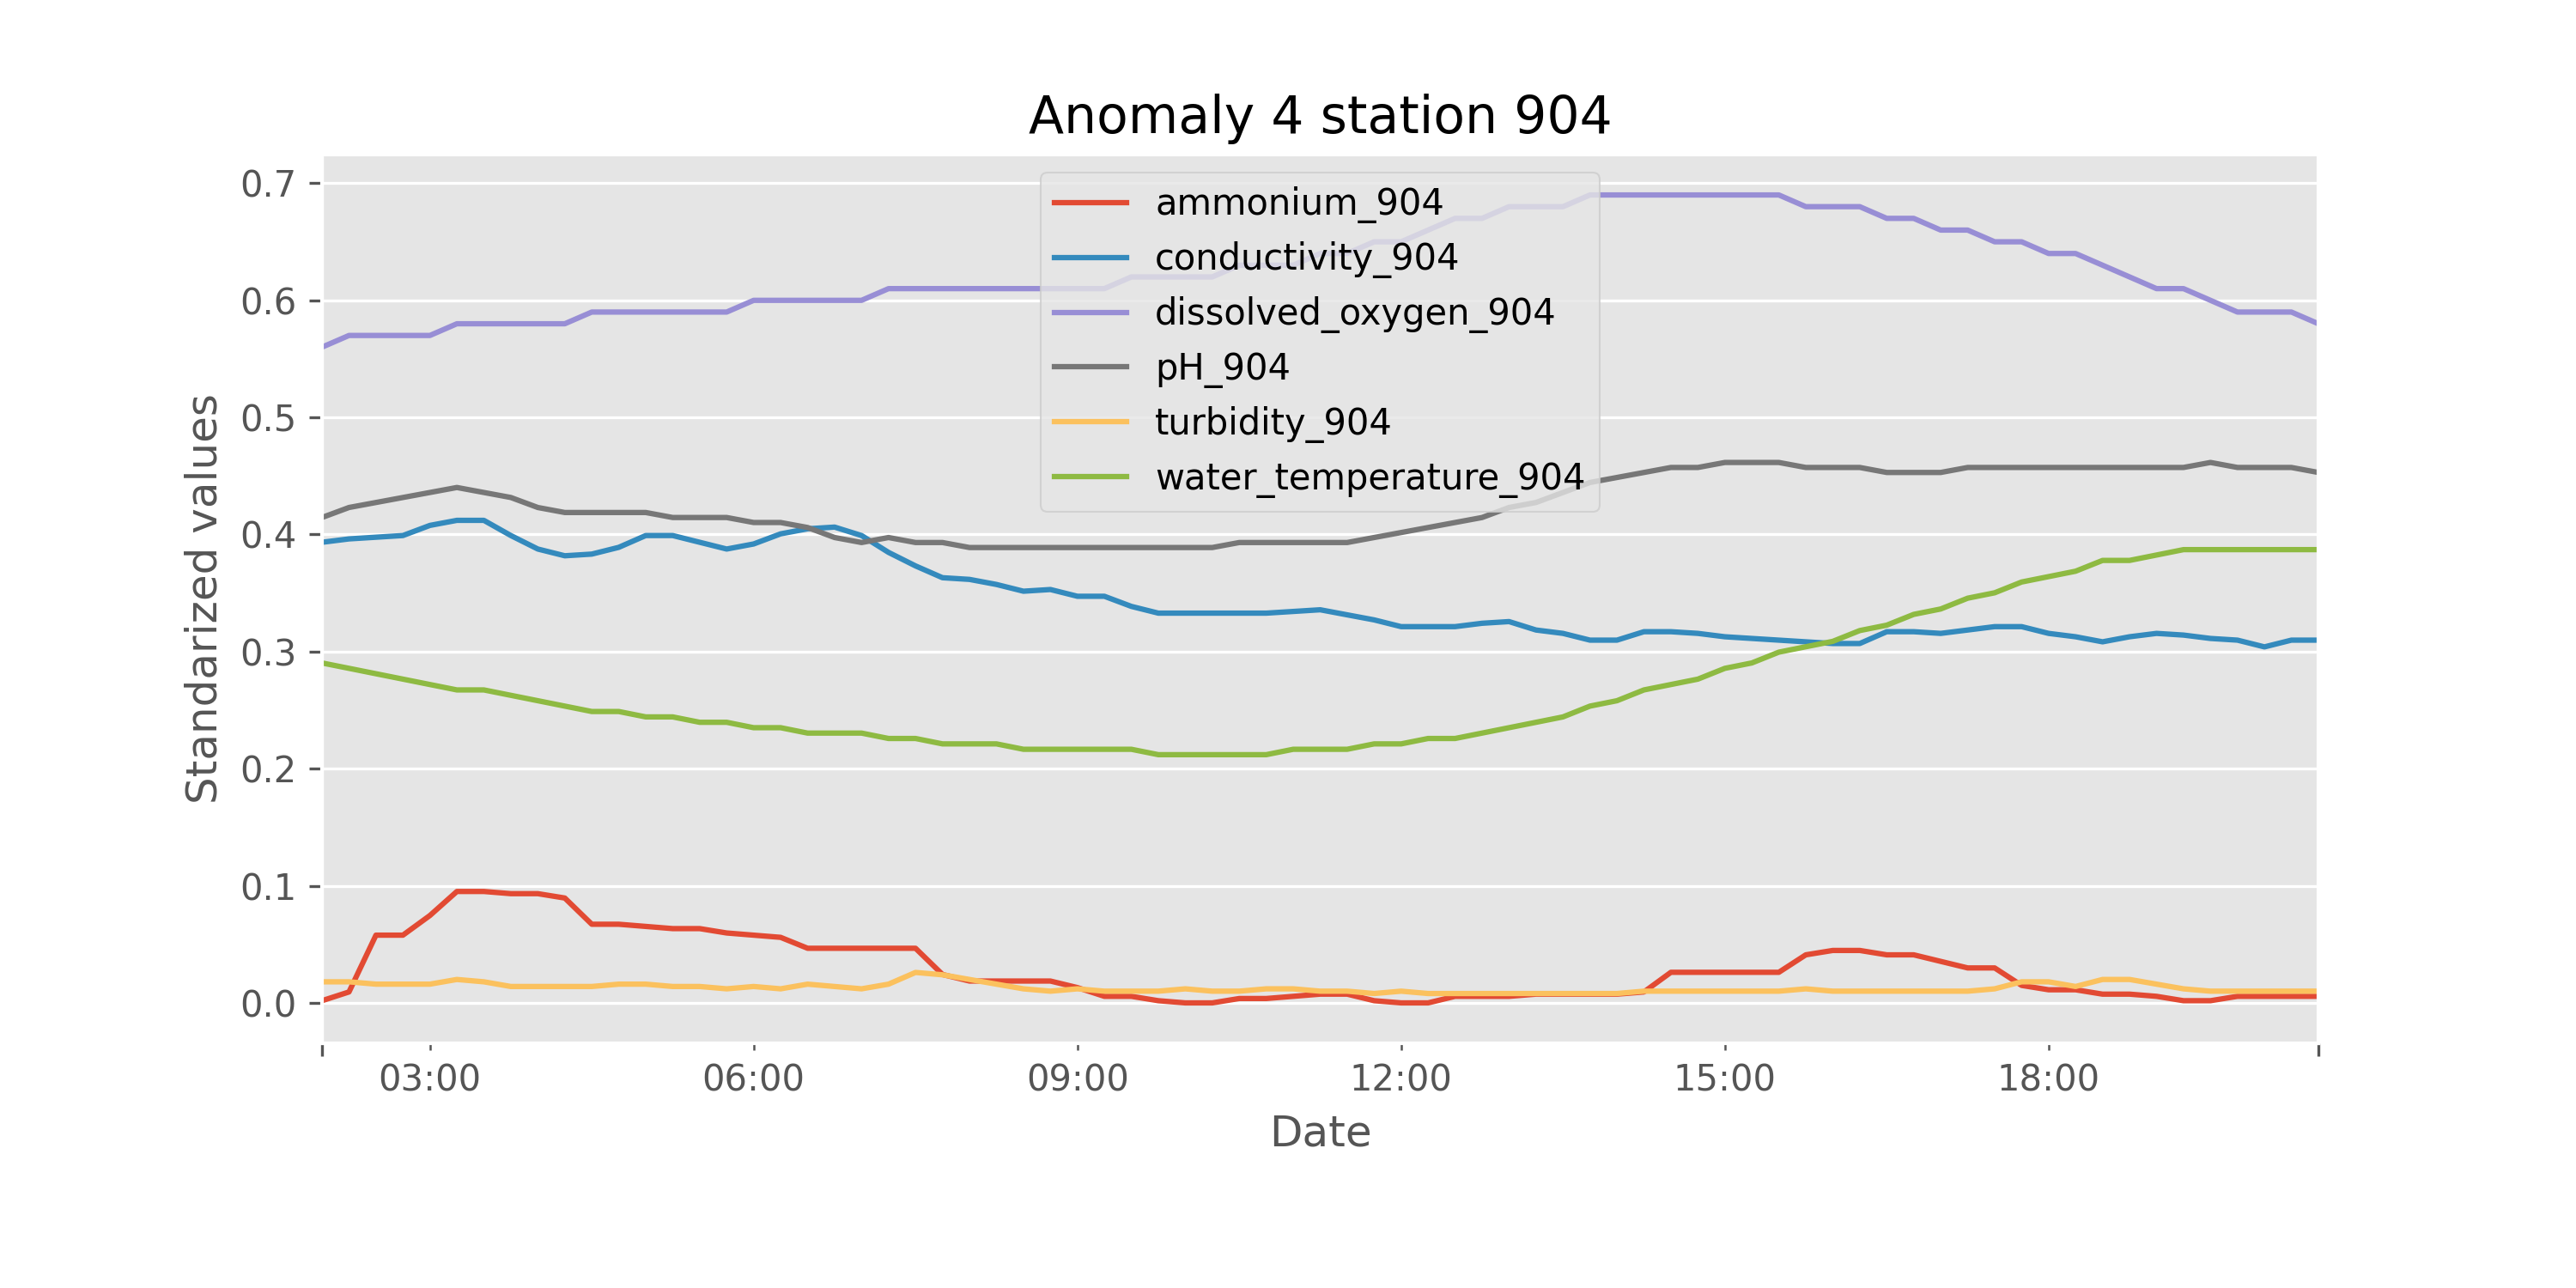 Anomaly 4 station 904
0.7
0.6
0.5
0.4
0.3
0.2
0.1
0.0
Standarized values
ammonium_904
conductivity_904
dissolved_oxygen_904
pH_904
turbidity_904
water_temperature_904
03:00 06:00 09:00 12:00 15:00 18:00
Date